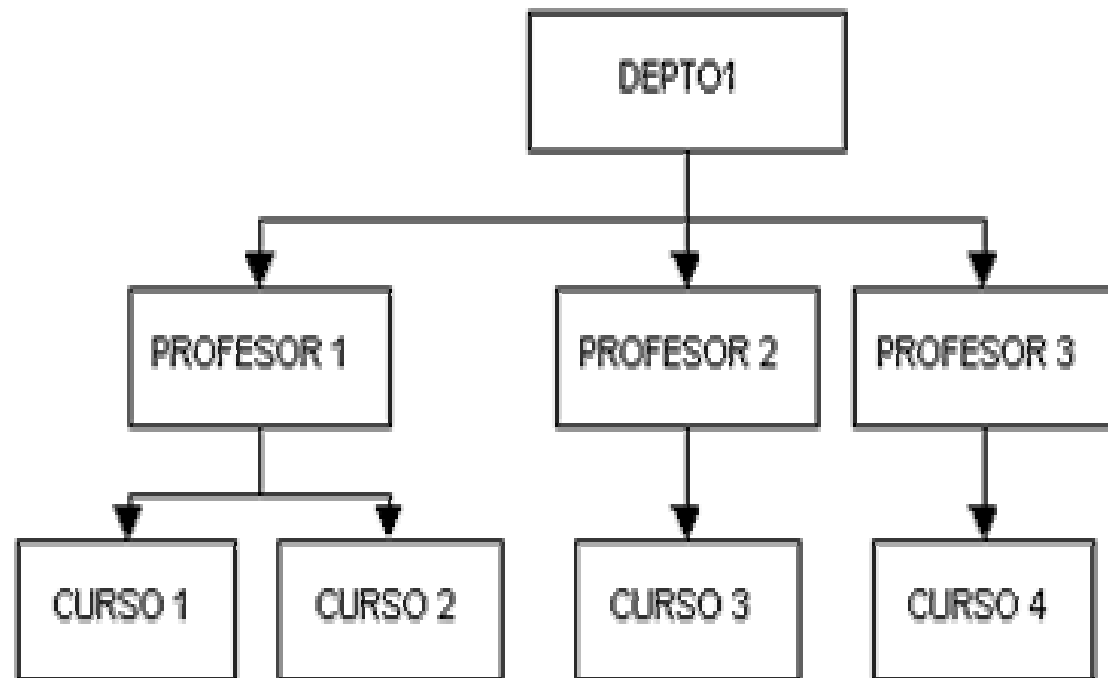 DEPTO1
PROFESOR 1
PROFESOR 2
PROFESOR 3
CURSO 1
CURSO 2
CURSO 3
CURSO 4